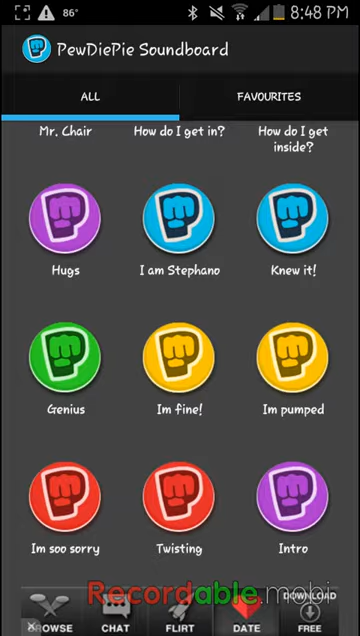 86°
8:48 PM
PewDiePie Soundboard
ALL
FAVOURITES
Mr. Chair
How do I get in?
How do I get
inside?
Hugs
I am Stephano
Knew it!
Genius
Im fine!
Im pumped
Im soo sorry
Twisting
Intro
Recordable.mobi
DOWNLOAD
BROWSE
CHAT
FLIRT
DATE
FREE